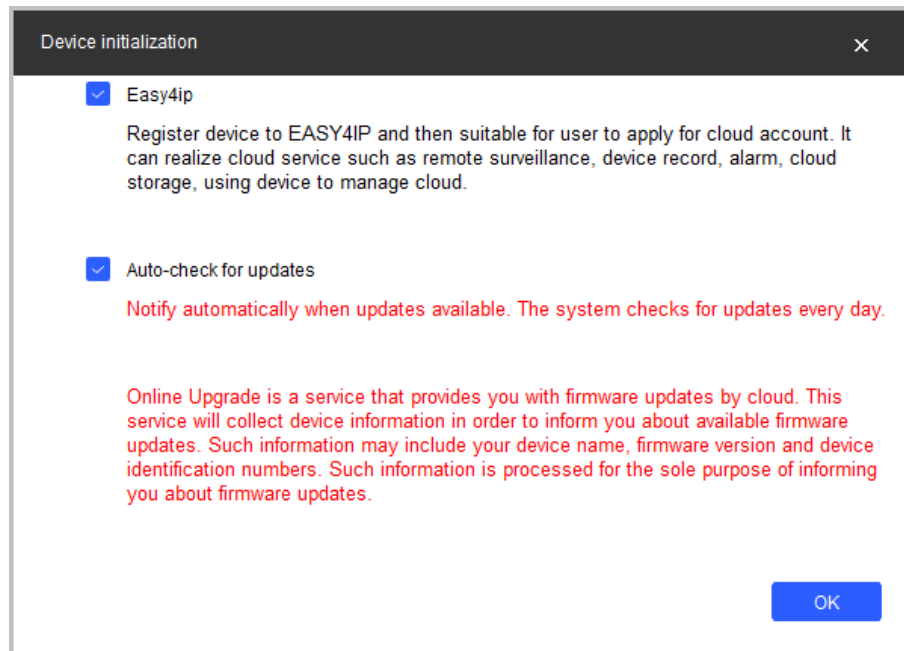 Device initialization
Easy4ip
Register device to EASY4IP and then suitable for user to apply for cloud account. It
can realize cloud service such as remote surveillance, device record, alarm, cloud
storage, using device to manage cloud.
Auto-check for updates
Notify automatically when updates available. The system checks for updates every day.
Online Upgrade is a service that provides you with firmware updates by cloud. This
service will collect device information in order to inform you about available firmware
updates. Such information may include your device name, firmware version and device
identification numbers. Such information is processed for the sole purpose of informing
you about firmware updates.
OK